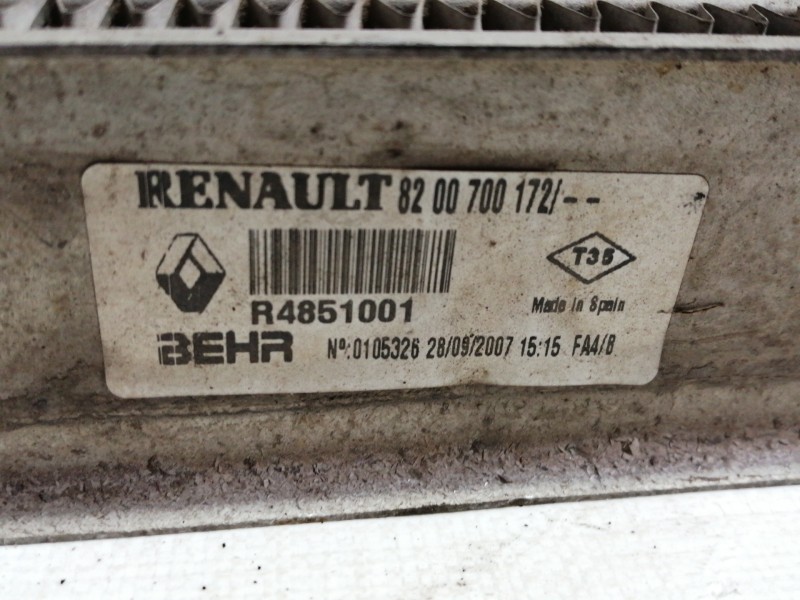 RENAULT 82 00 700 172/--
T35
R4851001
Made in Spain
BEHR Nº:0105326 28/09/2007 15:15 FA4/B